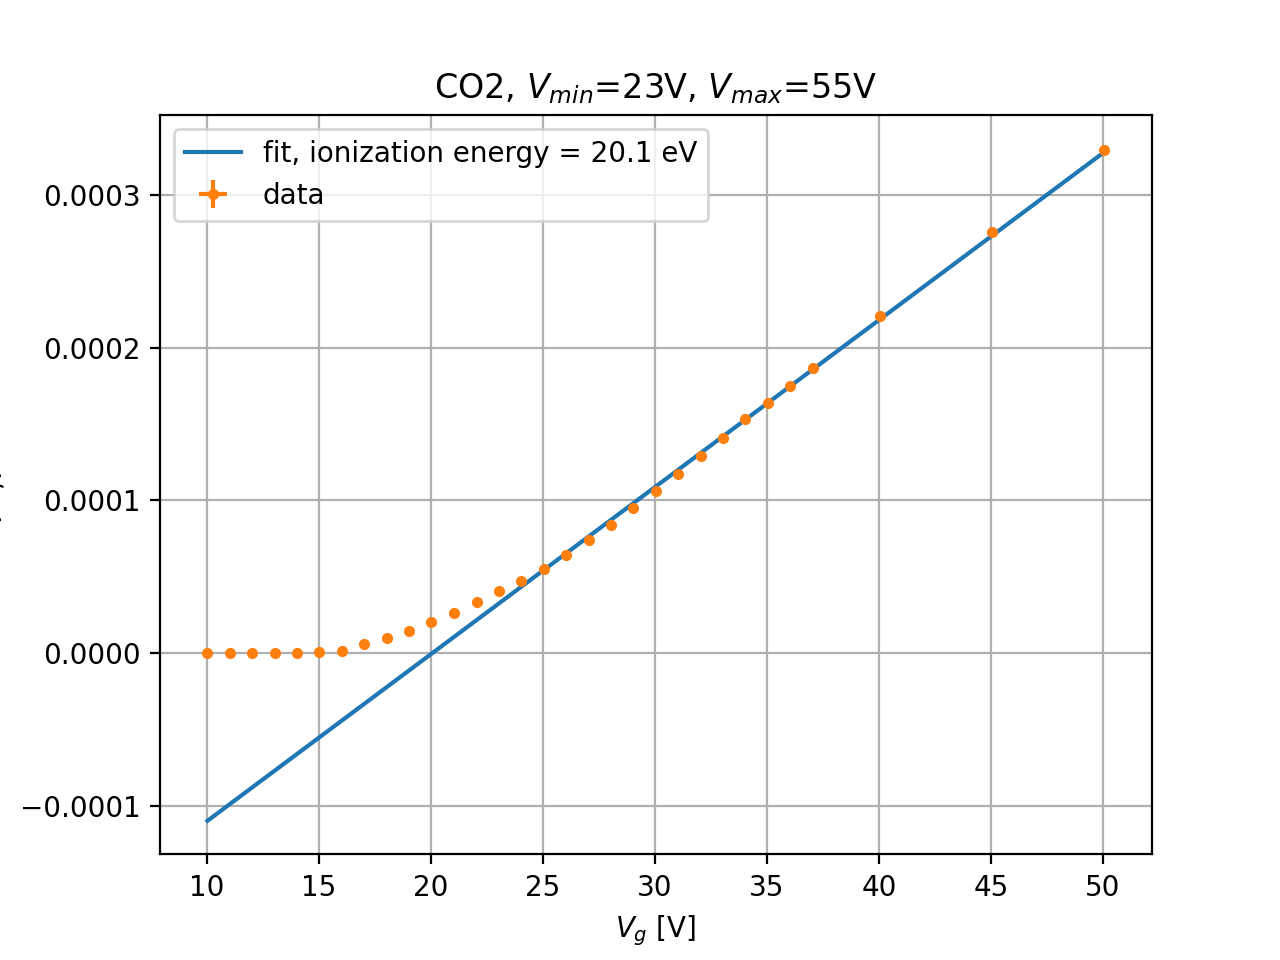 CO2, V_min=23V, V_max=55V
fit, ionization energy = 20.1 eV
data
0.0003
0.0002
0.0001
0.0000
−0.0001
10 15 20 25 30 35 40 45 50
V_g [V]